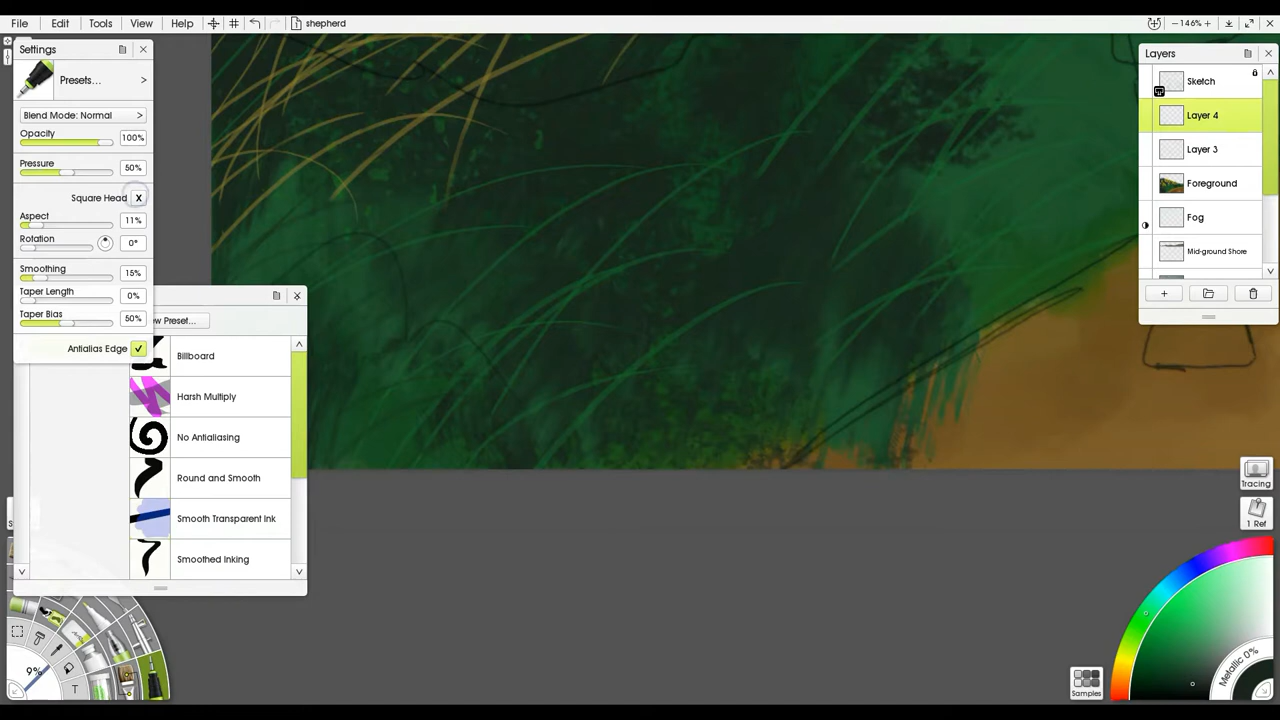 File Edit Tools View Help shepherd -146%+
Settings
Presets... >
Blend Mode: Normal >
Opacity 100%
Pressure 50%
Square Head X
Aspect 11%
Rotation 0°
Smoothing 15%
Taper Length 0%
Taper Bias 50%
Antialias Edge
Billboard
Harsh Multiply
No Antialiasing
Round and Smooth
Smooth Transparent Ink
Smoothed Inking
9%
T
Layers
Sketch
Layer 4
Layer 3
Foreground
Fog
Mid-ground Shore
Tracing
1 Ref
Metallic 0%
Samples